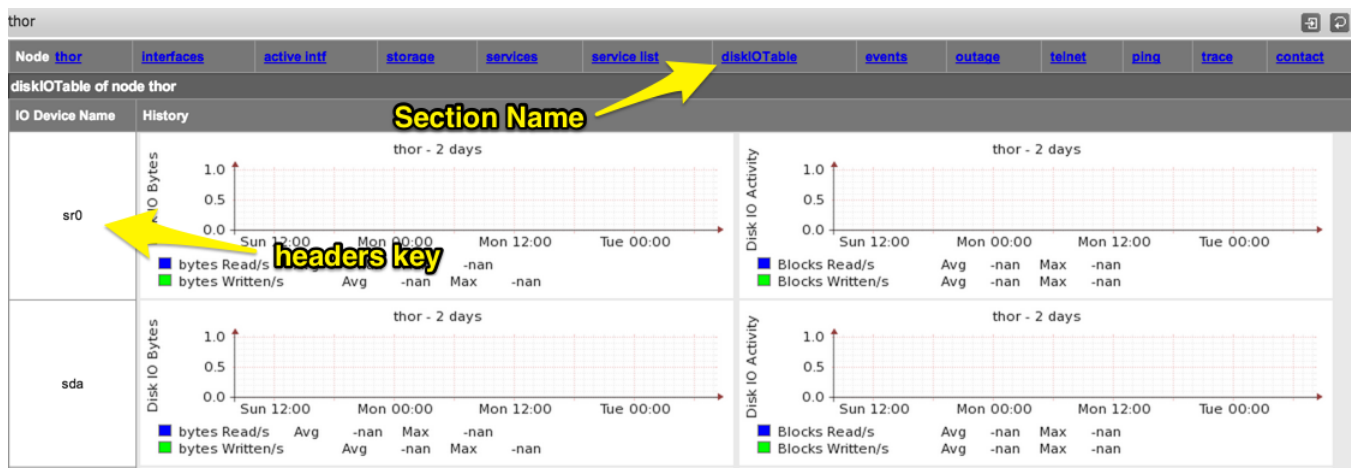 thor
Node thor interfaces active intf storage services service list diskIOTable events outage telnet ping trace contact
diskIOTable of node thor
IO Device Name History
Section Name
sr0
headers key
thor - 2 days
IO Bytes
1.0
0.5
0.0
Sun 12:00 Mon 00:00 Mon 12:00 Tue 00:00
bytes Read/s -nan
bytes Written/s Avg -nan Max -nan
thor - 2 days
Disk IO Activity
1.0
0.5
0.0
Sun 12:00 Mon 00:00 Mon 12:00 Tue 00:00
Blocks Read/s Avg -nan Max -nan
Blocks Written/s Avg -nan Max -nan
sda
thor - 2 days
Disk IO Bytes
1.0
0.5
0.0
Sun 12:00 Mon 00:00 Mon 12:00 Tue 00:00
bytes Read/s Avg -nan Max -nan
bytes Written/s Avg -nan Max -nan
thor - 2 days
Disk IO Activity
1.0
0.5
0.0
Sun 12:00 Mon 00:00 Mon 12:00 Tue 00:00
Blocks Read/s Avg -nan Max -nan
Blocks Written/s Avg -nan Max -nan